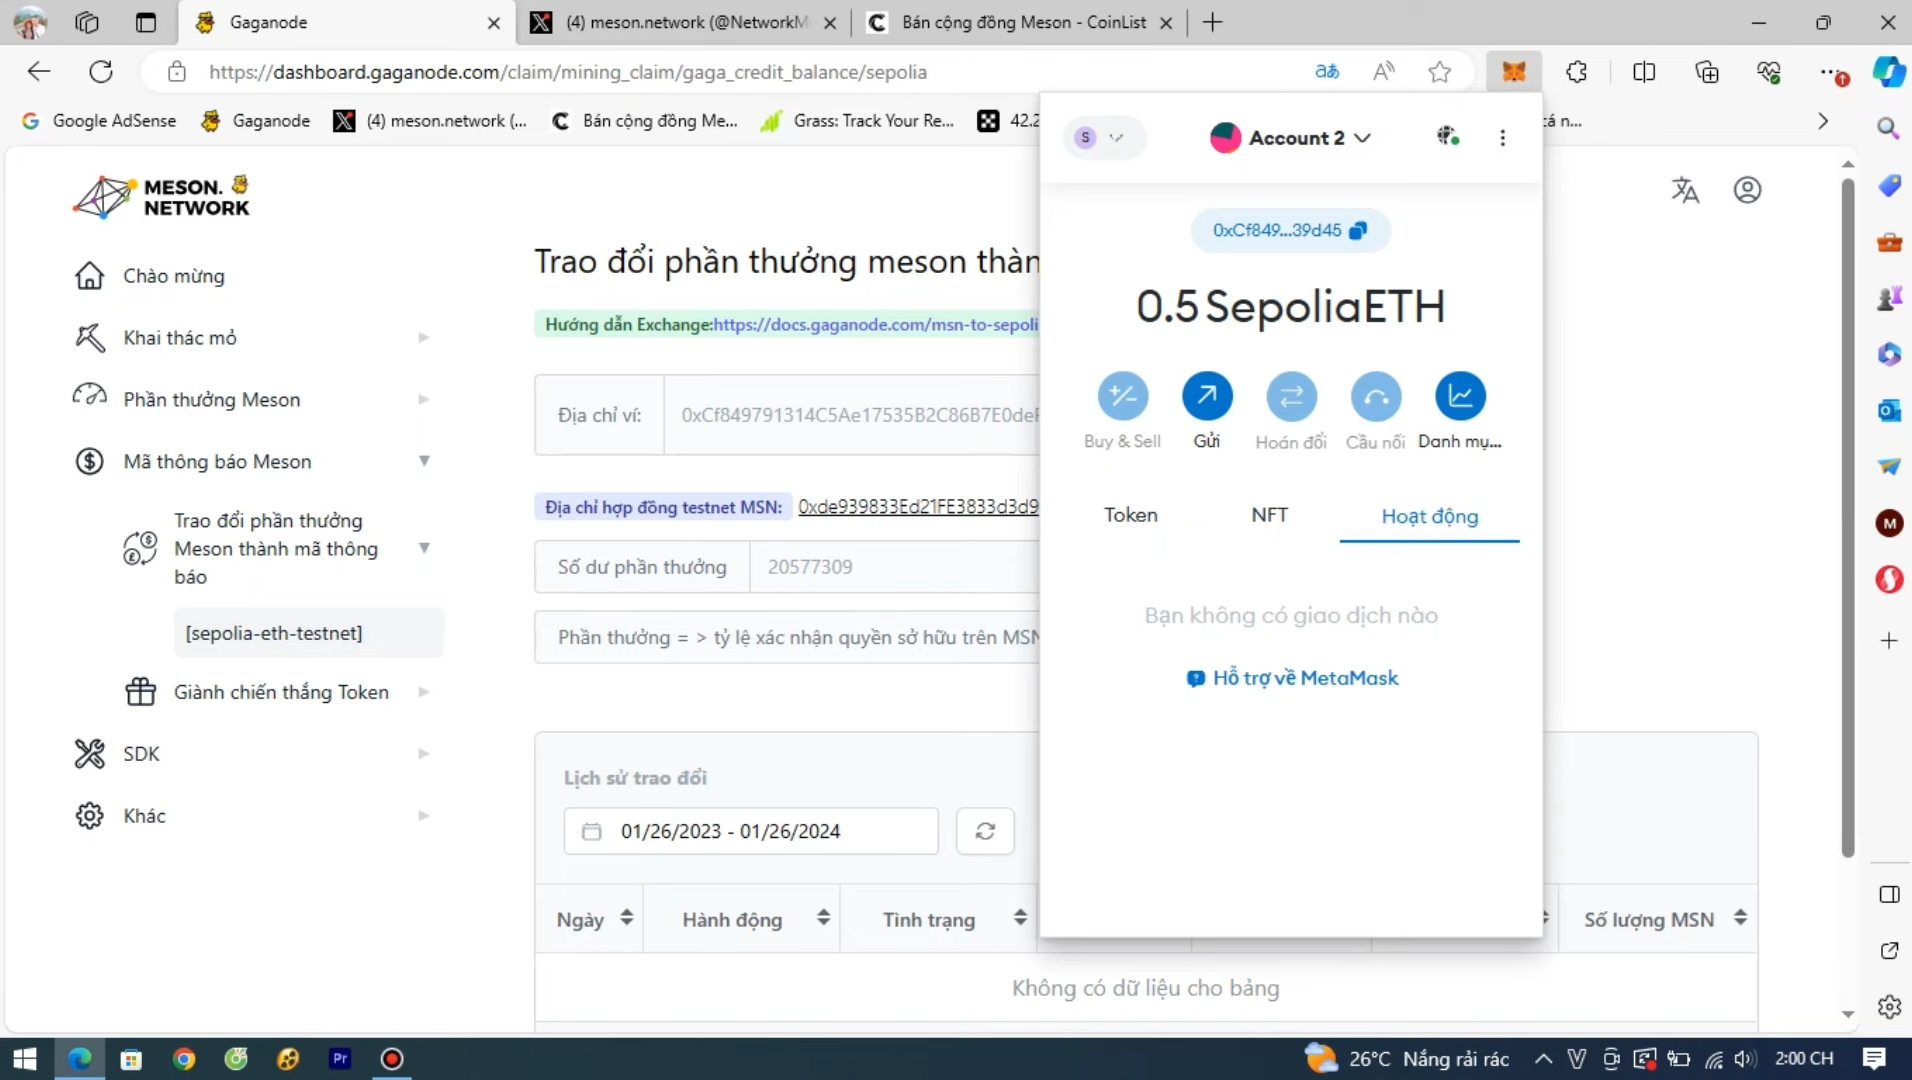 Gaganode
(4) meson.network (@NetworkM
Bán cộng đồng Meson - CoinList
https://dashboard.gaganode.com/claim/mining_claim/gaga_credit_balance/sepolia
Google AdSense
Gaganode
(4) meson.network (...
Bán cộng đồng Me...
Grass: Track Your Re...
42.2
cá n...
MESON.
NETWORK
Chào mừng
Khai thác mỏ
Phần thưởng Meson
Mã thông báo Meson
Trao đổi phần thưởng
Meson thành mã thông
báo
[sepolia-eth-testnet]
Giành chiến thắng Token
SDK
Khác
Trao đổi phần thưởng meson thàn
Hướng dẫn Exchange:https://docs.gaganode.com/msn-to-sepoli
Địa chỉ ví:
0xCf849791314C5Ae17535B2C86B7E0de
Địa chỉ hợp đồng testnet MSN: 0xde939833Ed21FE3833d3d9
Số dư phần thưởng
20577309
Phần thưởng = > tỷ lệ xác nhận quyền sở hữu trên MSN
Lịch sử trao đổi
01/26/2023 - 01/26/2024
Ngày
Hành động
Tình trạng
Số lượng MSN
Không có dữ liệu cho bảng
S
Account 2
0xCf849...39d45
0.5 SepoliaETH
Buy & Sell
Gửi
Hoán đổi
Cầu nối
Danh mụ...
Token
NFT
Hoạt động
Bạn không có giao dịch nào
Hỗ trợ về MetaMask
M
Pr
26°C Nắng rải rác
2:00 CH